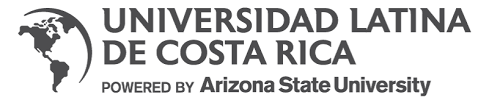 UNIVERSIDAD LATINA
DE COSTA RICA
POWERED BY Arizona State University